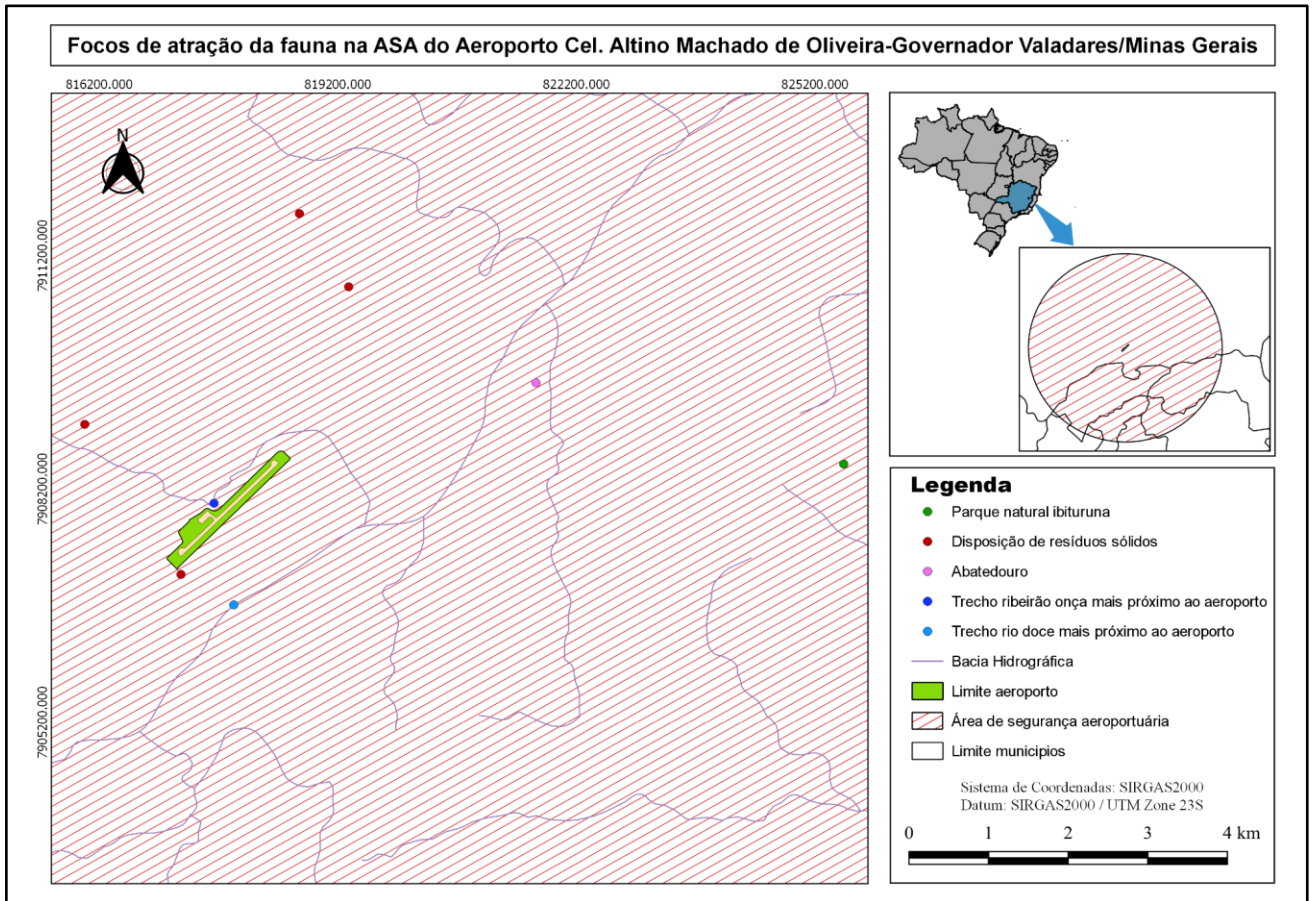 Focos de atração da fauna na ASA do Aeroporto Cel. Altino Machado de Oliveira-Governador Valadares/Minas Gerais
816200.000 819200.000 822200.000 825200.000
N
7911200.000
7908200.000
7905200.000
Legenda
Parque natural ibituruna
Disposição de resíduos sólidos
Abatedouro
Trecho ribeirão onça mais próximo ao aeroporto
Trecho rio doce mais próximo ao aeroporto
Bacia Hidrográfica
Limite aeroporto
Área de segurança aeroportuária
Limite municipios
Sistema de Coordenadas: SIRGAS2000
Datum: SIRGAS2000 / UTM Zone 23S
0 1 2 3 4 km